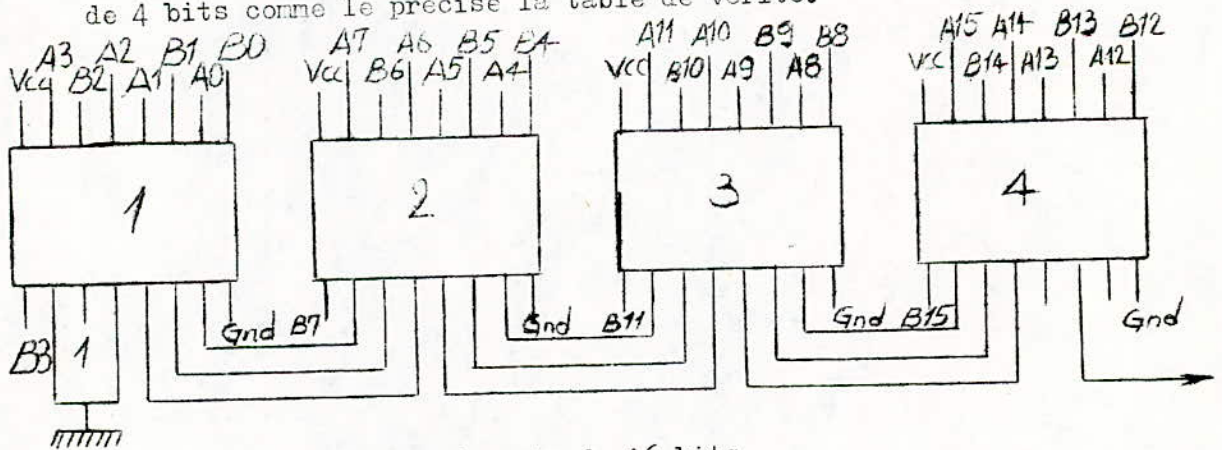 de 4 bits comme le précise la table de vérité.
A3 A2 B1 B0 A7 A6 B5 B4 A11 A10 B9 B8 A15 A14 B13 B12
Vcc B2 A1 A0 Vcc B6 A5 A4 VCC B10 A9 A8 VCC B14 A13 A12
1 2 3 4
B3 1 Gnd B7 Gnd B11 Gnd B15 Gnd
16 bits